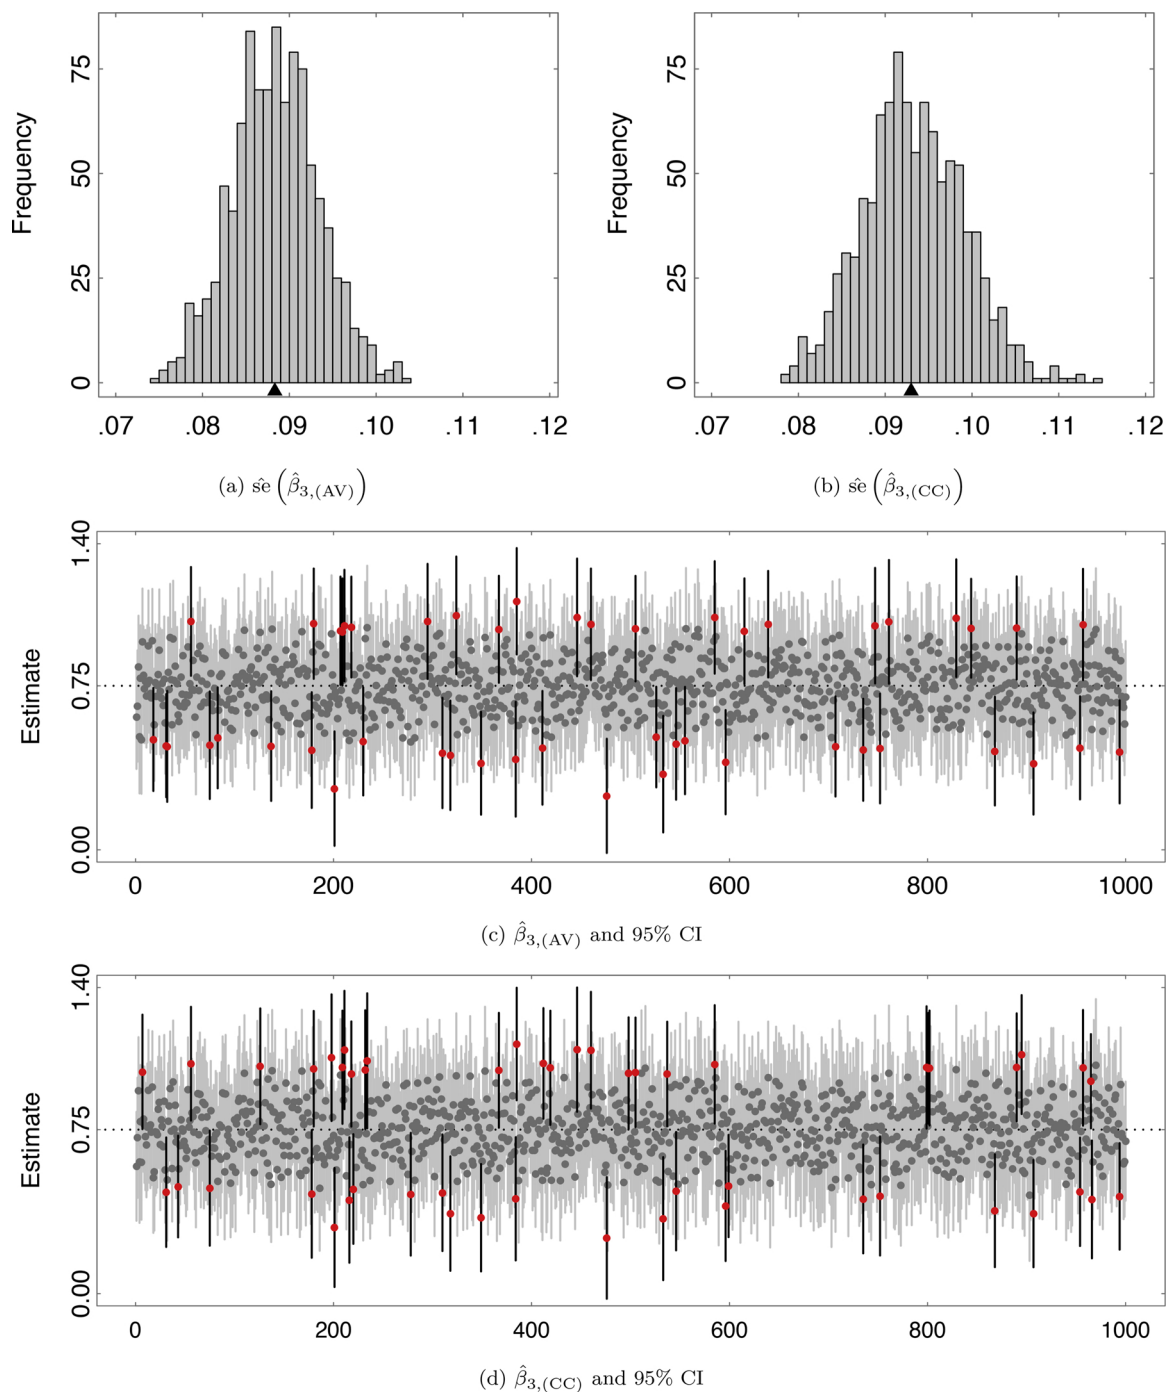 Frequency
0 25 50 75
.07 .08 .09 .10 .11 .12
(a) ŝe (β̂3,(AV))
Frequency
0 25 50 75
.07 .08 .09 .10 .11 .12
(b) ŝe (β̂3,(CC))
Estimate
0.00 0.75 1.40
0 200 400 600 800 1000
(c) β̂3,(AV) and 95% CI
Estimate
0.00 0.75 1.40
0 200 400 600 800 1000
(d) β̂3,(CC) and 95% CI